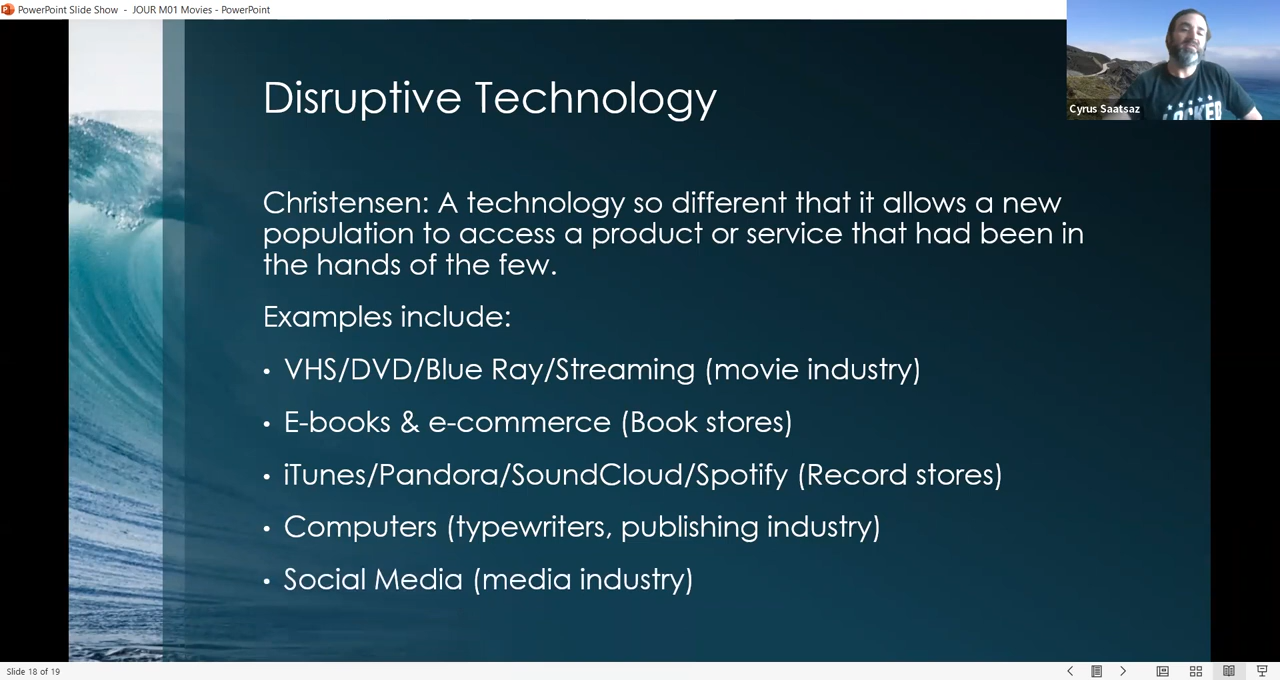 PowerPoint Slide Show - JOUR M01 Movies - PowerPoint
Cyrus Saatsaz
Disruptive Technology
Christensen: A technology so different that it allows a new
population to access a product or service that had been in
the hands of the few.
Examples include:
• VHS/DVD/Blue Ray/Streaming (movie industry)
• E-books & e-commerce (Book stores)
• iTunes/Pandora/SoundCloud/Spotify (Record stores)
• Computers (typewriters, publishing industry)
• Social Media (media industry)
Slide 18 of 19